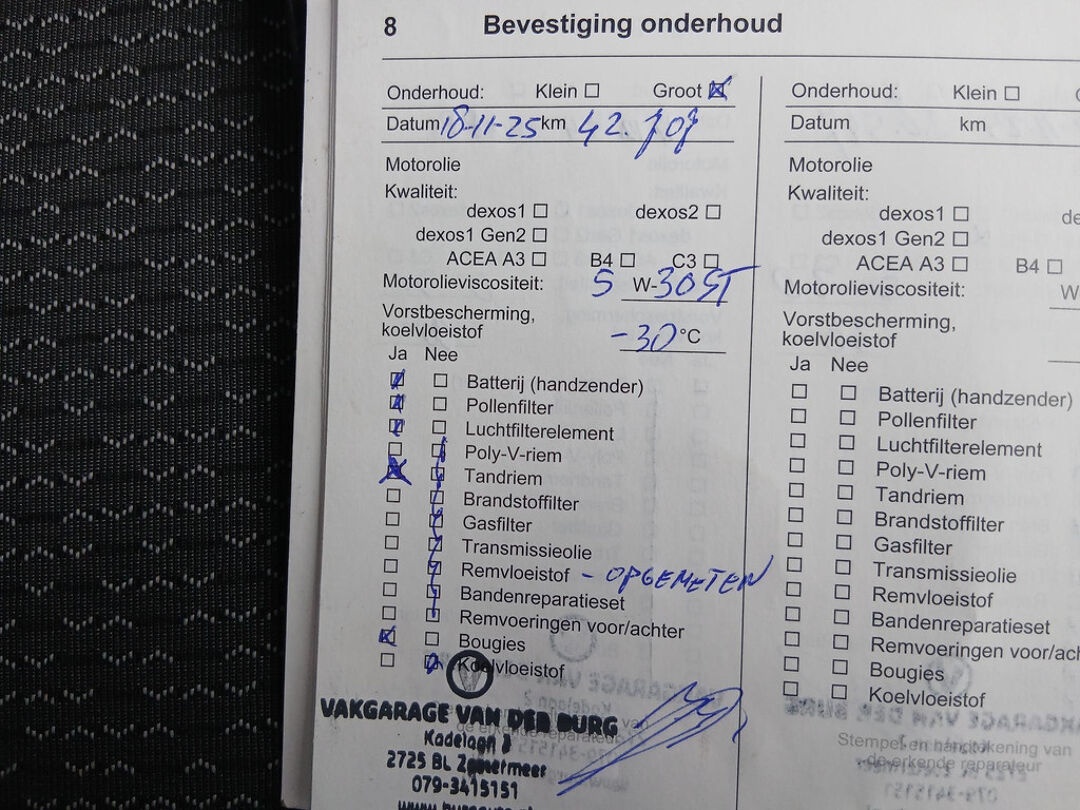 8 Bevestiging onderhoud
Onderhoud: Klein Groot
Datum 18-11-25 km 42.
Motorolie
Kwaliteit:
dexos1 dexos2
dexos1 Gen2
ACEA A3 B4 C3
Motorolieviscositeit: 5 W-30 ST
Vorstbescherming,
koelvloeistof -30 °C
Ja Nee
Batterij (handzender)
Pollenfilter
Luchtfilterelement
Poly-V-riem
Tandriem
Brandstoffilter
Gasfilter
Transmissieolie
Remvloeistof - OPGEMETEN
Bandenreparatieset
Remvoeringen voor/achter
Bougies
Koelvloeistof
VAKGARAGE VAN DER BURG
2725 BL Zoetermeer
079-3415151
Onderhoud: Klein
Datum km
Motorolie
Kwaliteit:
dexos1 de
dexos1 Gen2
ACEA A3 B4
Motorolieviscositeit: W
Vorstbescherming,
koelvloeistof
Ja Nee
Batterij (handzender)
Pollenfilter
Luchtfilterelement
Poly-V-riem
Tandriem
Brandstoffilter
Gasfilter
Transmissieolie
Remvloeistof
Bandenreparatieset
Remvoeringen voor/ach
Bougies
Koelvloeistof
Stempel en handtekening van
de erkende reparateur